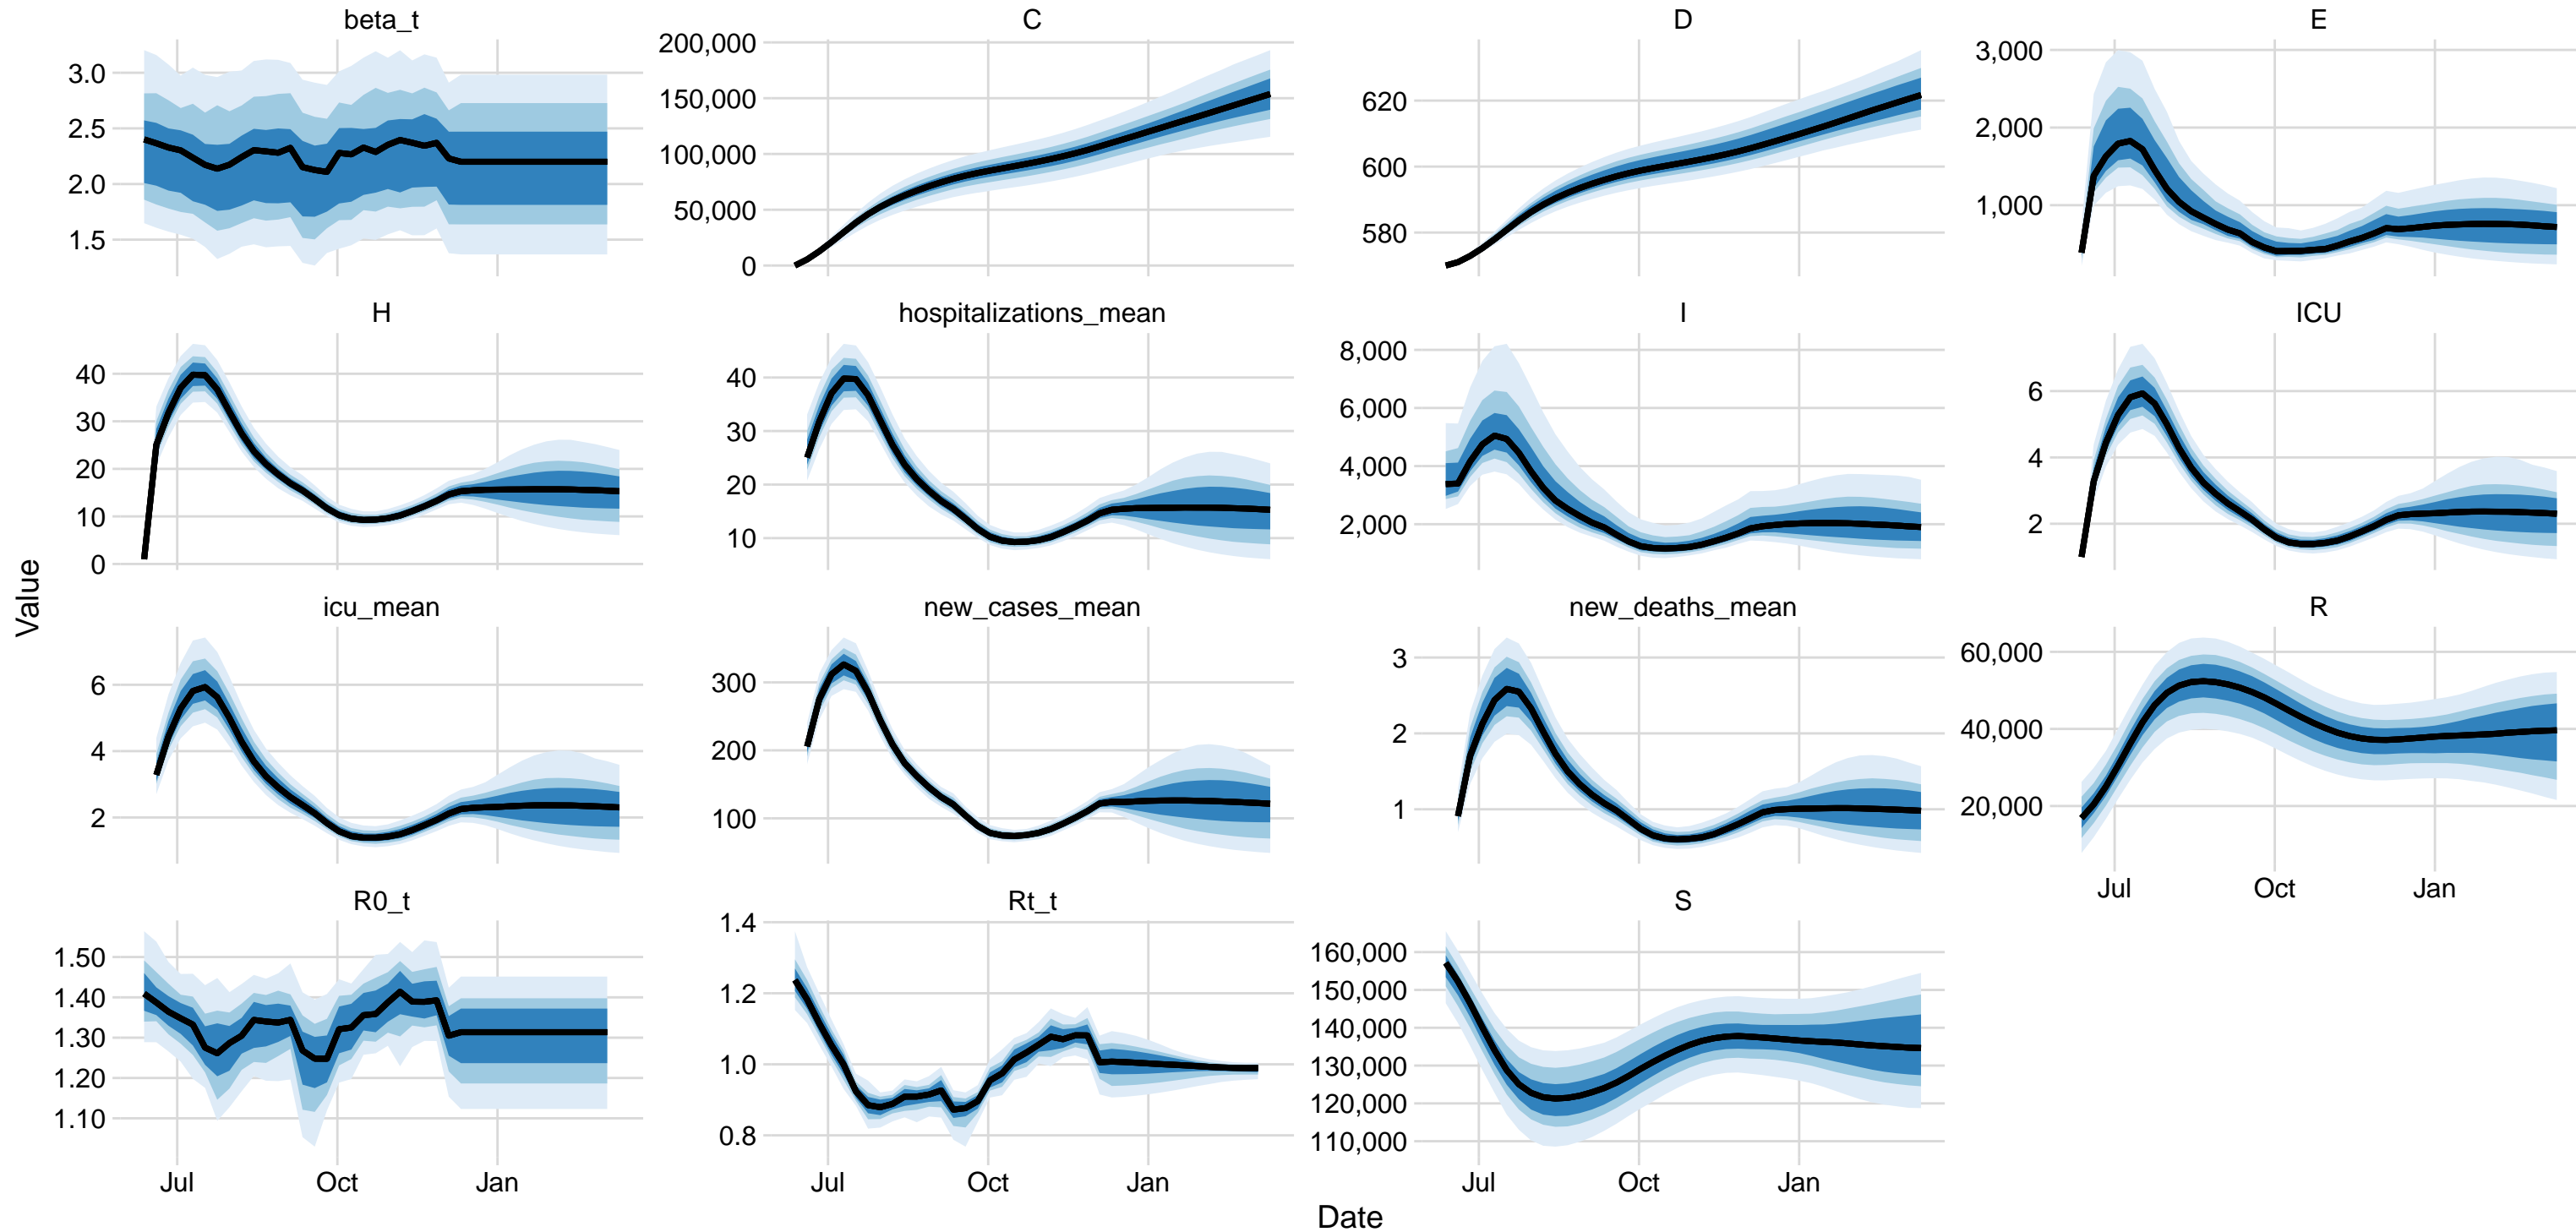 beta_t
C
D
E
3.0
2.5
2.0
1.5
200,000
150,000
100,000
50,000
0
620
600
580
3,000
2,000
1,000
H
hospitalizations_mean
I
ICU
40
30
20
10
0
40
30
20
10
8,000
6,000
4,000
2,000
6
4
2
Value
icu_mean
new_cases_mean
new_deaths_mean
R
6
4
2
300
200
100
3
2
1
60,000
40,000
20,000
Jul Oct Jan
R0_t
Rt_t
S
1.50
1.40
1.30
1.20
1.10
1.4
1.2
1.0
0.8
160,000
150,000
140,000
130,000
120,000
110,000
Jul Oct Jan
Jul Oct Jan
Jul Oct Jan
Date